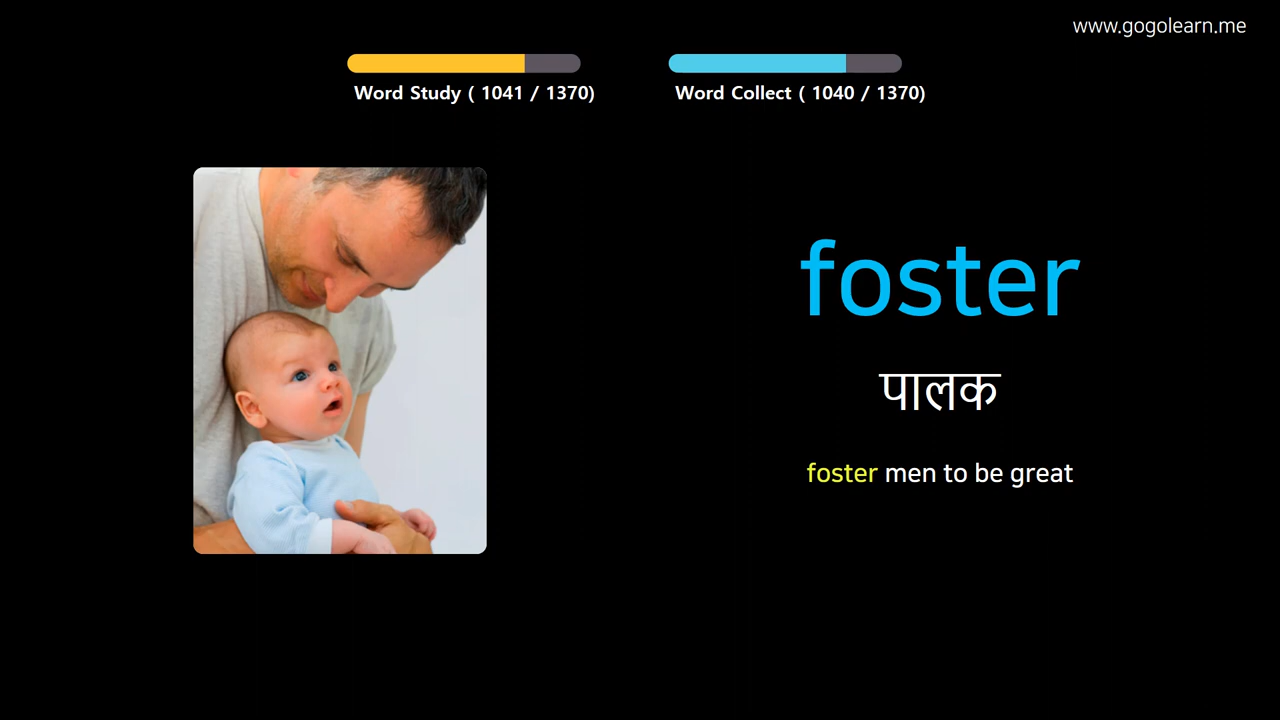 www.gogolearn.me
Word Study ( 1041 / 1370)
Word Collect ( 1040 / 1370)
foster
पालक
foster men to be great